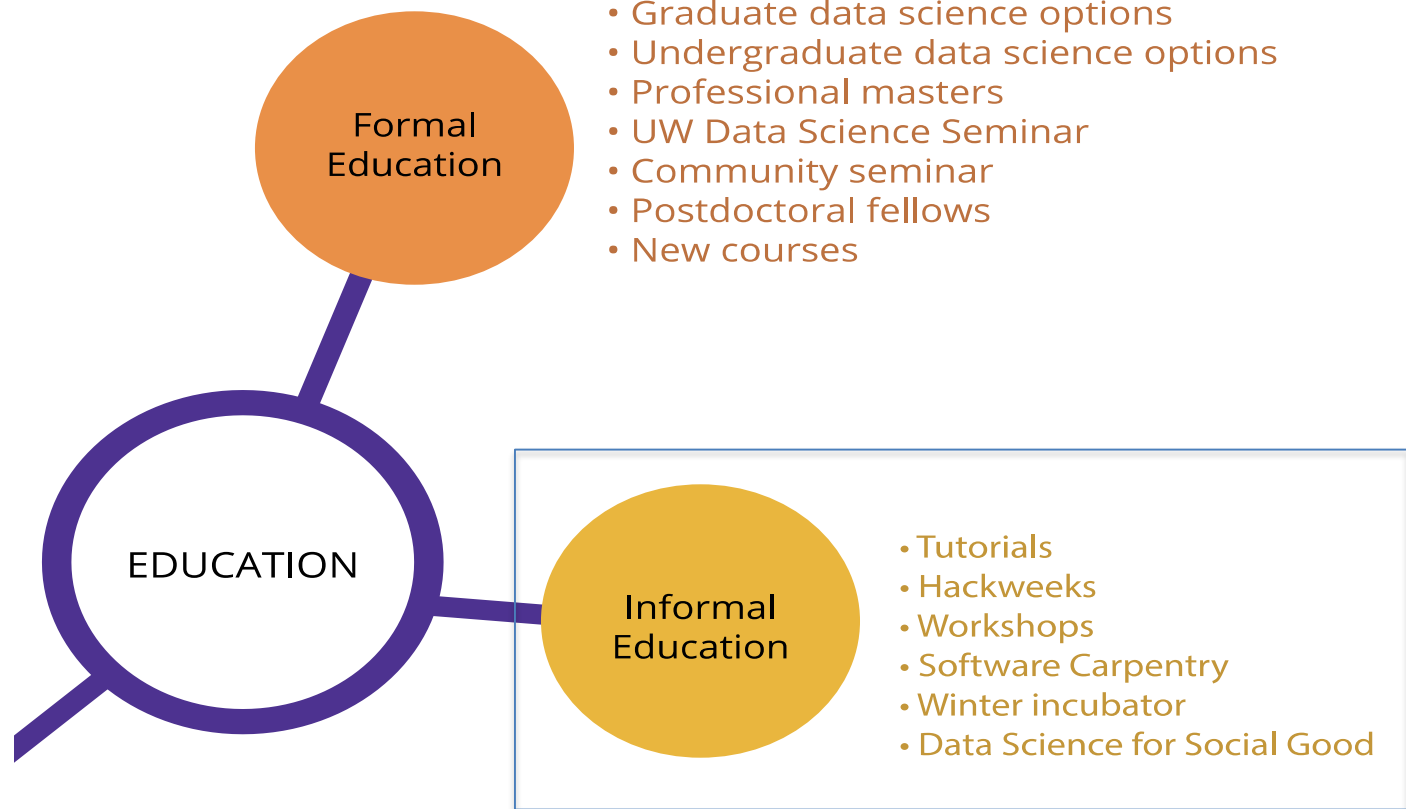 • Graduate data science options
• Undergraduate data science options
• Professional masters
• UW Data Science Seminar
• Community seminar
• Postdoctoral fellows
• New courses
Formal
Education
EDUCATION
Informal
Education
• Tutorials
• Hackweeks
• Workshops
• Software Carpentry
• Winter incubator
• Data Science for Social Good